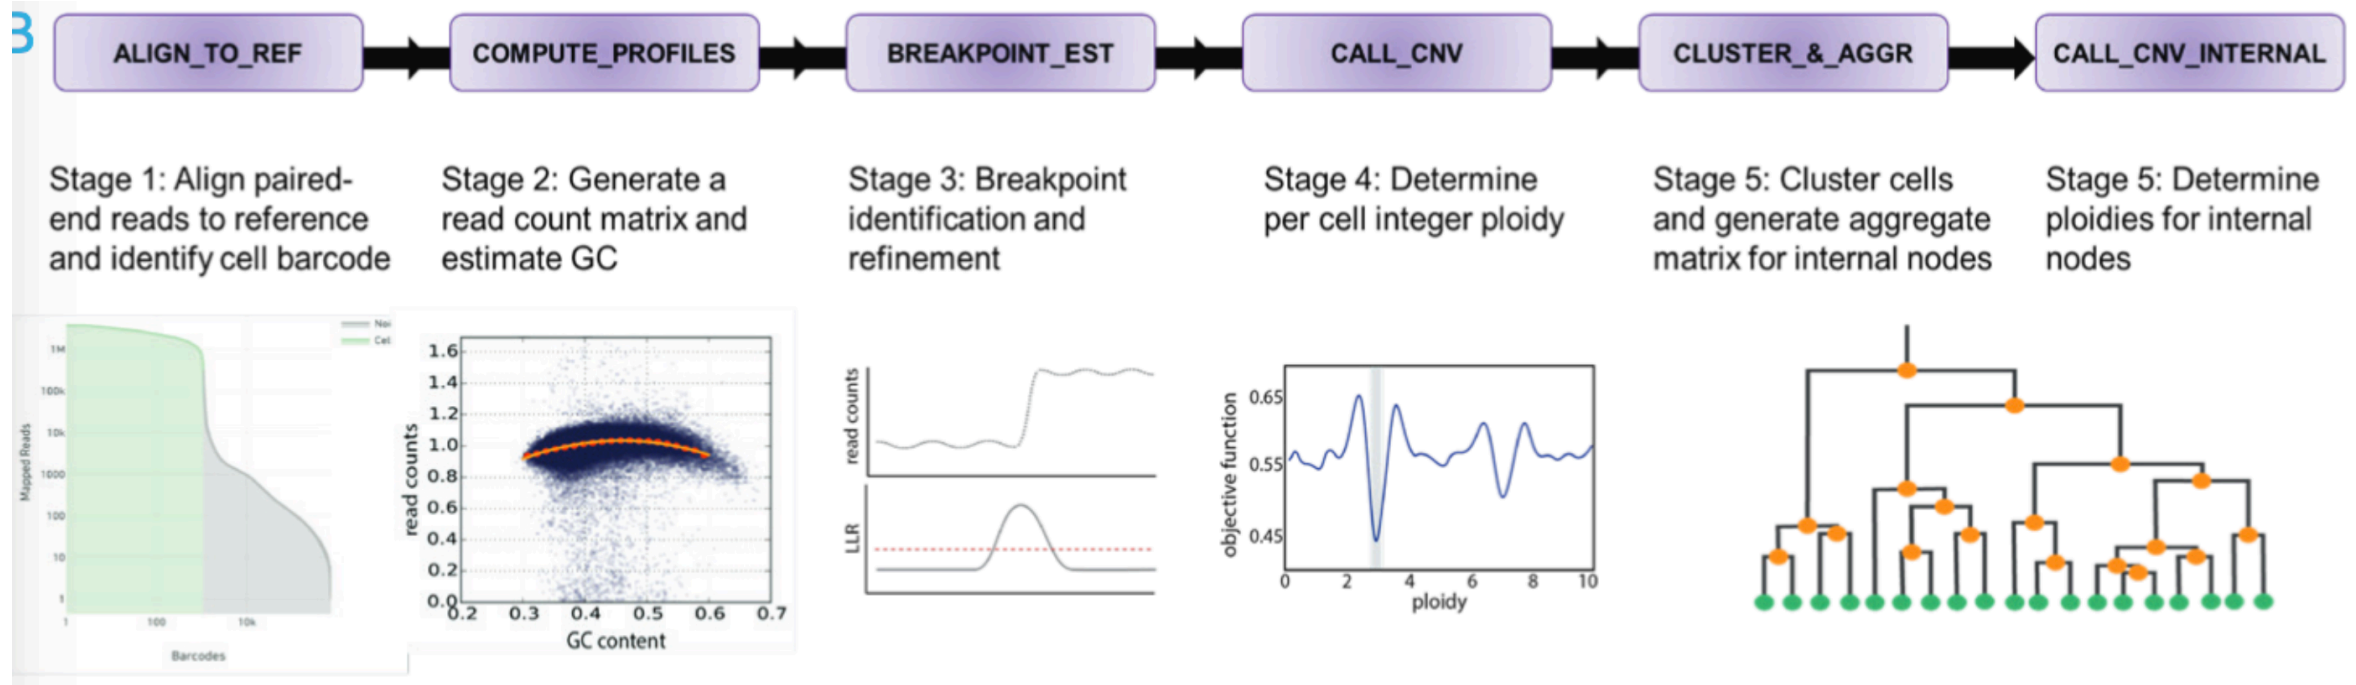 B
ALIGN_TO_REF
COMPUTE_PROFILES
BREAKPOINT_EST
CALL_CNV
CLUSTER_&_AGGR
CALL_CNV_INTERNAL
Stage 1: Align paired-
end reads to reference
and identify cell barcode
Stage 2: Generate a
read count matrix and
estimate GC
Stage 3: Breakpoint
identification and
refinement
Stage 4: Determine
per cell integer ploidy
Stage 5: Cluster cells
and generate aggregate
matrix for internal nodes
Stage 5: Determine
ploidies for internal
nodes
Mapped Reads
1M
100k
10k
1000
100
10
1
1
100
10k
Barcodes
Noi
Cel
read counts
1.6
1.4
1.2
1.0
0.8
0.6
0.4
0.2
0.0
0.2
0.3
0.4
0.5
0.6
0.7
GC content
read counts
LLR
objective function
0.65
0.55
0.45
0
2
4
6
8
10
ploidy